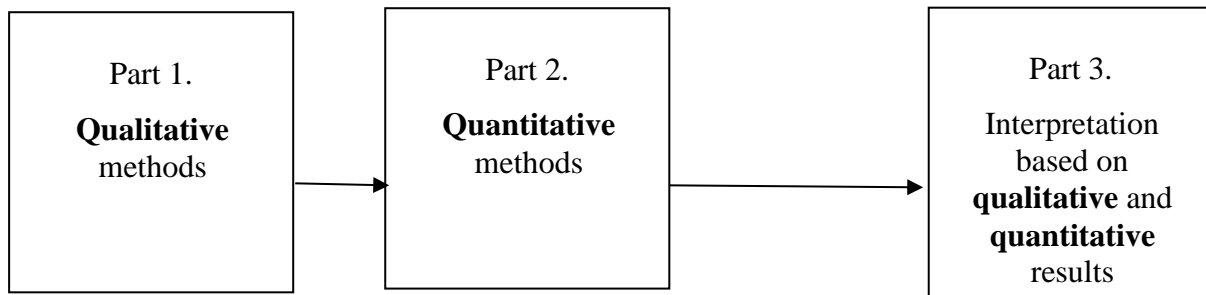 Part 1.
Qualitative
methods
Part 2.
Quantitative
methods
Part 3.
Interpretation
based on
qualitative and
quantitative
results